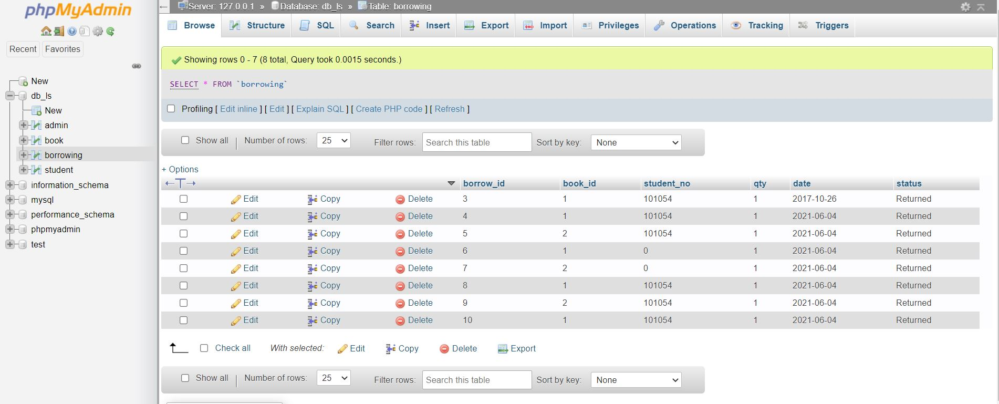 phpMyAdmin
Recent Favorites
New
db_ls
New
admin
book
borrowing
student
information_schema
mysql
performance_schema
phpmyadmin
test
Server: 127.0.0.1 » Database: db_ls » Table: borrowing
Browse Structure SQL Search Insert Export Import Privileges Operations Tracking Triggers
Showing rows 0 - 7 (8 total, Query took 0.0015 seconds.)
SELECT * FROM `borrowing`
Profiling [ Edit inline ] [ Edit ] [ Explain SQL ] [ Create PHP code ] [ Refresh ]
Show all | Number of rows: 25 Filter rows: Search this table Sort by key: None
+ Options
←T→ borrow_id book_id student_no qty date status
Edit Copy Delete 3 1 101054 1 2017-10-26 Returned
Edit Copy Delete 4 1 101054 1 2021-06-04 Returned
Edit Copy Delete 5 2 101054 1 2021-06-04 Returned
Edit Copy Delete 6 1 0 1 2021-06-04 Returned
Edit Copy Delete 7 2 0 1 2021-06-04 Returned
Edit Copy Delete 8 1 101054 1 2021-06-04 Returned
Edit Copy Delete 9 2 101054 1 2021-06-04 Returned
Edit Copy Delete 10 1 101054 1 2021-06-04 Returned
Check all With selected: Edit Copy Delete Export
Show all | Number of rows: 25 Filter rows: Search this table Sort by key: None